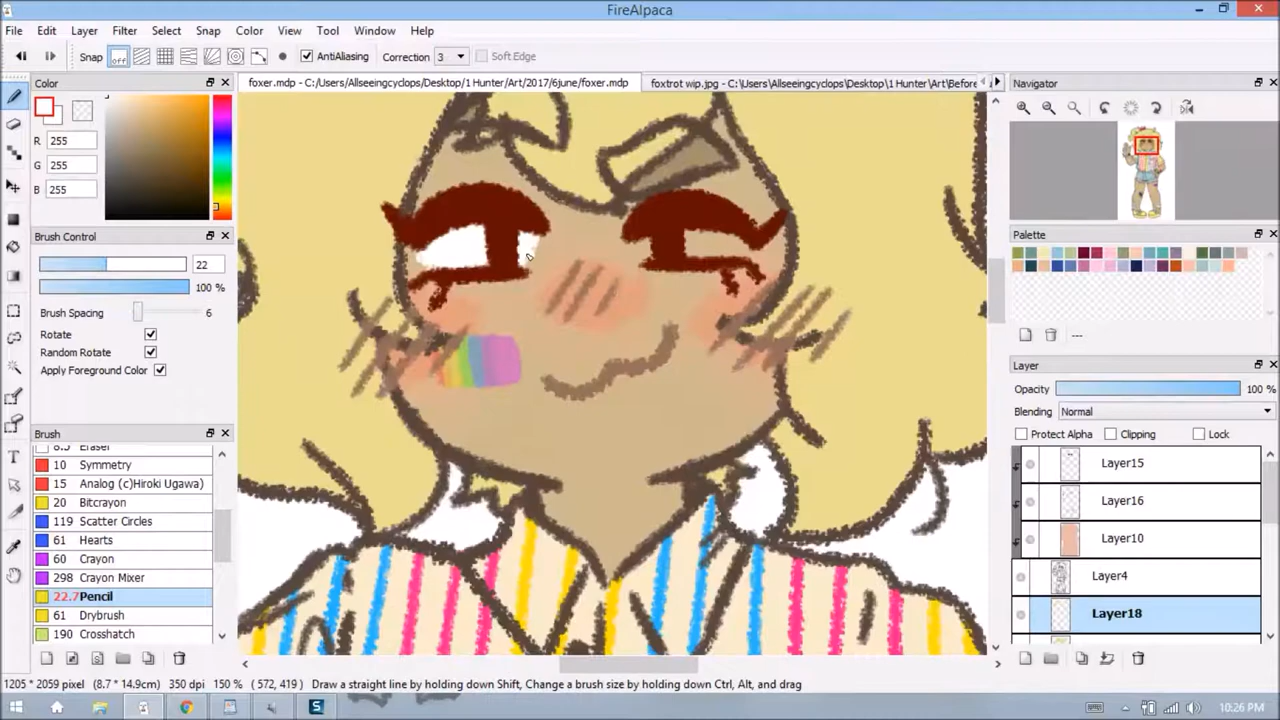 FireAlpaca
File Edit Layer Filter Select Snap Color View Tool Window Help
Snap off AntiAliasing Correction 3 Soft Edge
Color
foxer.mdp - C:/Users/Allseeingcyclops/Desktop/1 Hunter/Art/2017/6june/foxer.mdp
foxtrot wip.jpg - C:\Users\Allseeingcyclops\Desktop\1 Hunter\Art\Before
Navigator
R 255
G 255
B 255
Brush Control
22
100 %
Brush Spacing 6
Rotate
Random Rotate
Apply Foreground Color
Palette
---
Layer
Opacity 100 %
Blending Normal
Protect Alpha Clipping Lock
Layer15
Layer16
Layer10
Layer4
Layer18
Brush
8.5 Eraser
10 Symmetry
15 Analog (c)Hiroki Ugawa)
20 Bitcrayon
119 Scatter Circles
61 Hearts
60 Crayon
298 Crayon Mixer
22.7 Pencil
61 Drybrush
190 Crosshatch
1205 * 2059 pixel (8.7 * 14.9cm) 350 dpi 150 % ( 572, 419 ) Draw a straight line by holding down Shift, Change a brush size by holding down Ctrl, Alt, and drag
10:26 PM